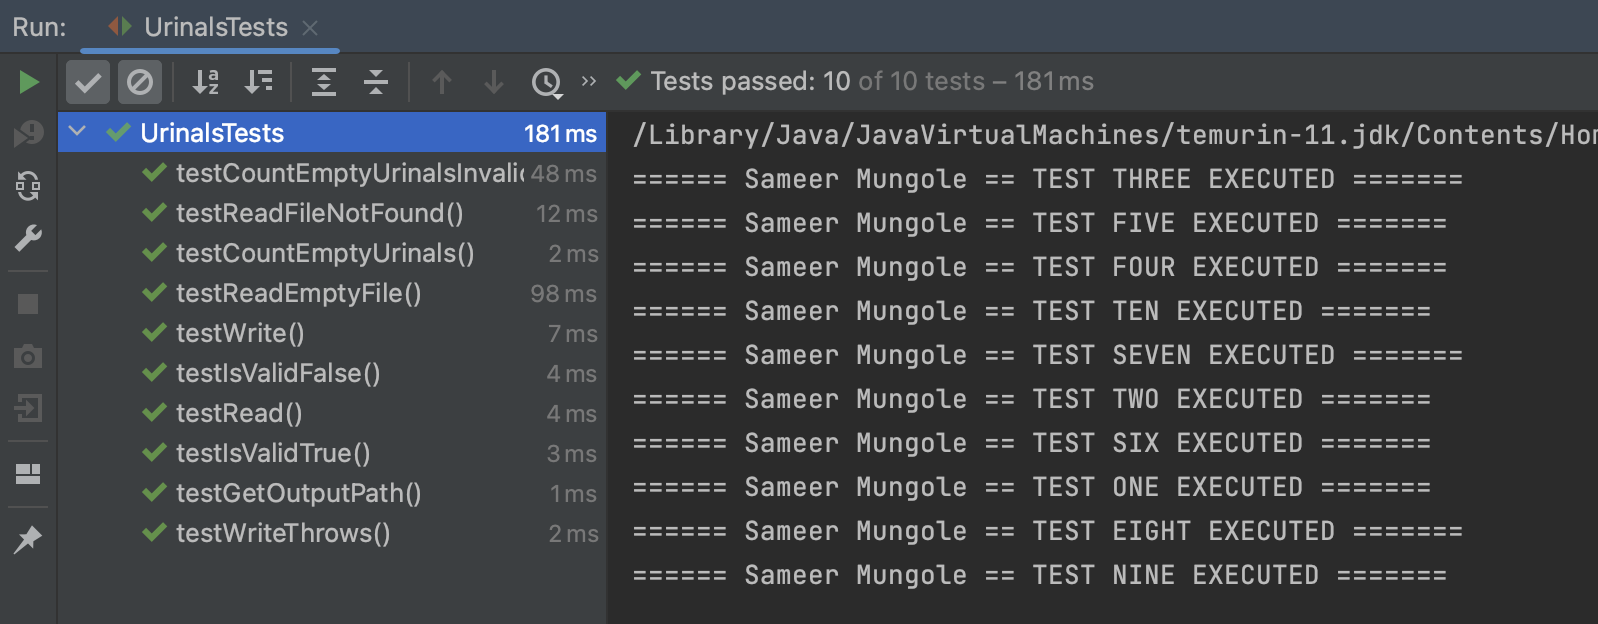 Run: UrinalsTests
Tests passed: 10 of 10 tests – 181 ms
UrinalsTests 181 ms
testCountEmptyUrinalsInvalid 48 ms
testReadFileNotFound() 12 ms
testCountEmptyUrinals() 2 ms
testReadEmptyFile() 98 ms
testWrite() 7 ms
testIsValidFalse() 4 ms
testRead() 4 ms
testIsValidTrue() 3 ms
testGetOutputPath() 1 ms
testWriteThrows() 2 ms
/Library/Java/JavaVirtualMachines/temurin-11.jdk/Contents/Hom
====== Sameer Mungole == TEST THREE EXECUTED =======
====== Sameer Mungole == TEST FIVE EXECUTED =======
====== Sameer Mungole == TEST FOUR EXECUTED =======
====== Sameer Mungole == TEST TEN EXECUTED =======
====== Sameer Mungole == TEST SEVEN EXECUTED =======
====== Sameer Mungole == TEST TWO EXECUTED =======
====== Sameer Mungole == TEST SIX EXECUTED =======
====== Sameer Mungole == TEST ONE EXECUTED =======
====== Sameer Mungole == TEST EIGHT EXECUTED =======
====== Sameer Mungole == TEST NINE EXECUTED =======